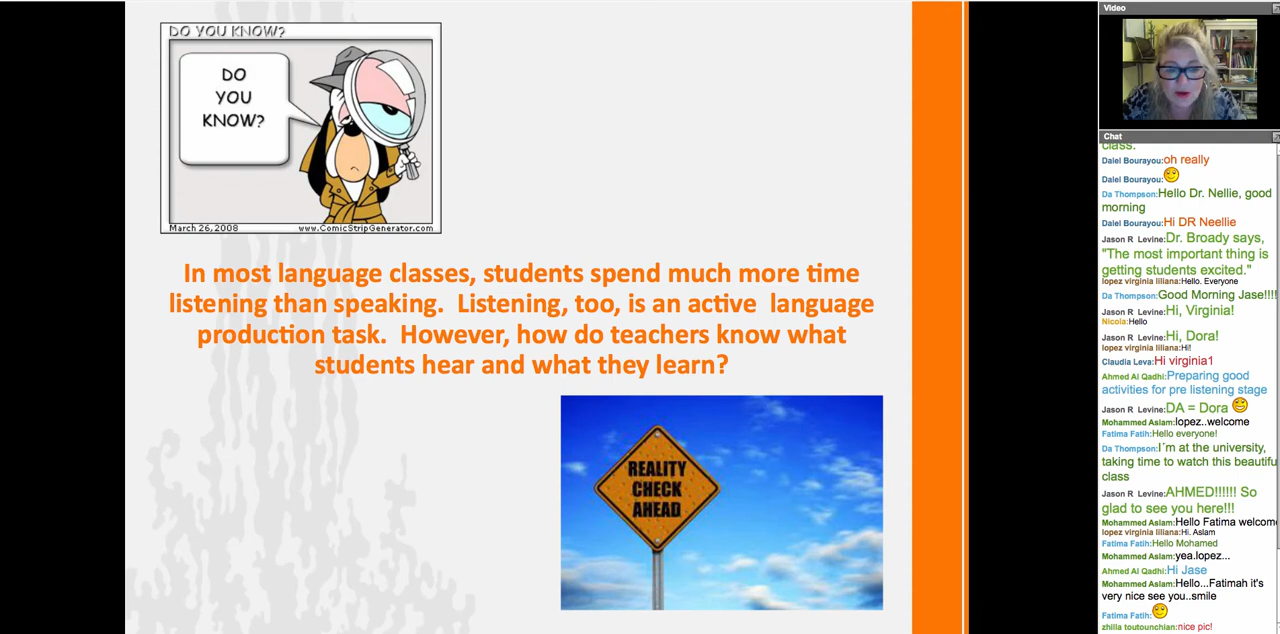 DO YOU KNOW?
DO
YOU
KNOW?
March 26, 2008
www.ComicStripGenerator.com
In most language classes, students spend much more time
listening than speaking.  Listening, too, is an active  language
production task.  However, how do teachers know what
students hear and what they learn?
REALITY
CHECK
AHEAD
Video
Chat
class.
Dalel Bourayou:oh really
Dalel Bourayou:
Da Thompson:Hello Dr. Nellie, good
morning
Dalel Bourayou:Hi DR Neellie
Jason R  Levine:Dr. Broady says,
"The most important thing is
getting students excited."
lopez virginia liliana:Hello. Everyone
Da Thompson:Good Morning Jase!!!!
Jason R  Levine:Hi, Virginia!
Nicola:Hello
Jason R  Levine:Hi, Dora!
lopez virginia liliana:Hi!
Claudia Leva:Hi virginia1
Ahmed Al Qadhi:Preparing good
activities for pre listening stage
Jason R  Levine:DA = Dora
Mohammed Aslam:lopez..welcome
Fatima Fatih:Hello everyone!
Da Thompson:I´m at the university,
taking time to watch this beautifu
class
Jason R  Levine:AHMED!!!!!! So
glad to see you here!!!
Mohammed Aslam:Hello Fatima welcom
lopez virginia liliana:Hi. Aslam
Fatima Fatih:Hello Mohamed
Mohammed Aslam:yea.lopez...
Ahmed Al Qadhi:Hi Jase
Mohammed Aslam:Hello...Fatimah it's
very nice see you..smile
Fatima Fatih:
zhilla toutounchian:nice pic!